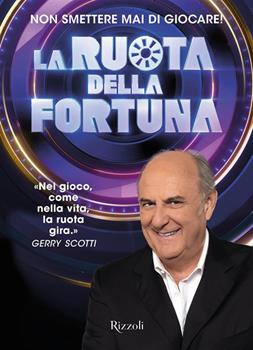 NON SMETTERE MAI DI GIOCARE!
LA RUOTA
DELLA
FORTUNA
«Nel gioco,
come
nella vita,
la ruota
gira.»
GERRY SCOTTI
Rizzoli